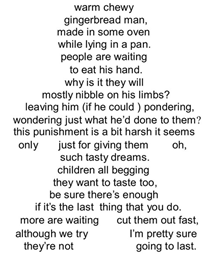 warm chewy
gingerbread man,
made in some oven
while lying in a pan.
people are waiting
to eat his hand.
why is it they will
mostly nibble on his limbs?
leaving him (if he could ) pondering,
wondering just what he'd done to them?
this punishment is a bit harsh it seems
only just for giving them oh,
such tasty dreams.
children all begging
they want to taste too,
be sure there's enough
if it's the last thing that you do.
more are waiting cut them out fast,
although we try I'm pretty sure
they're not going to last.